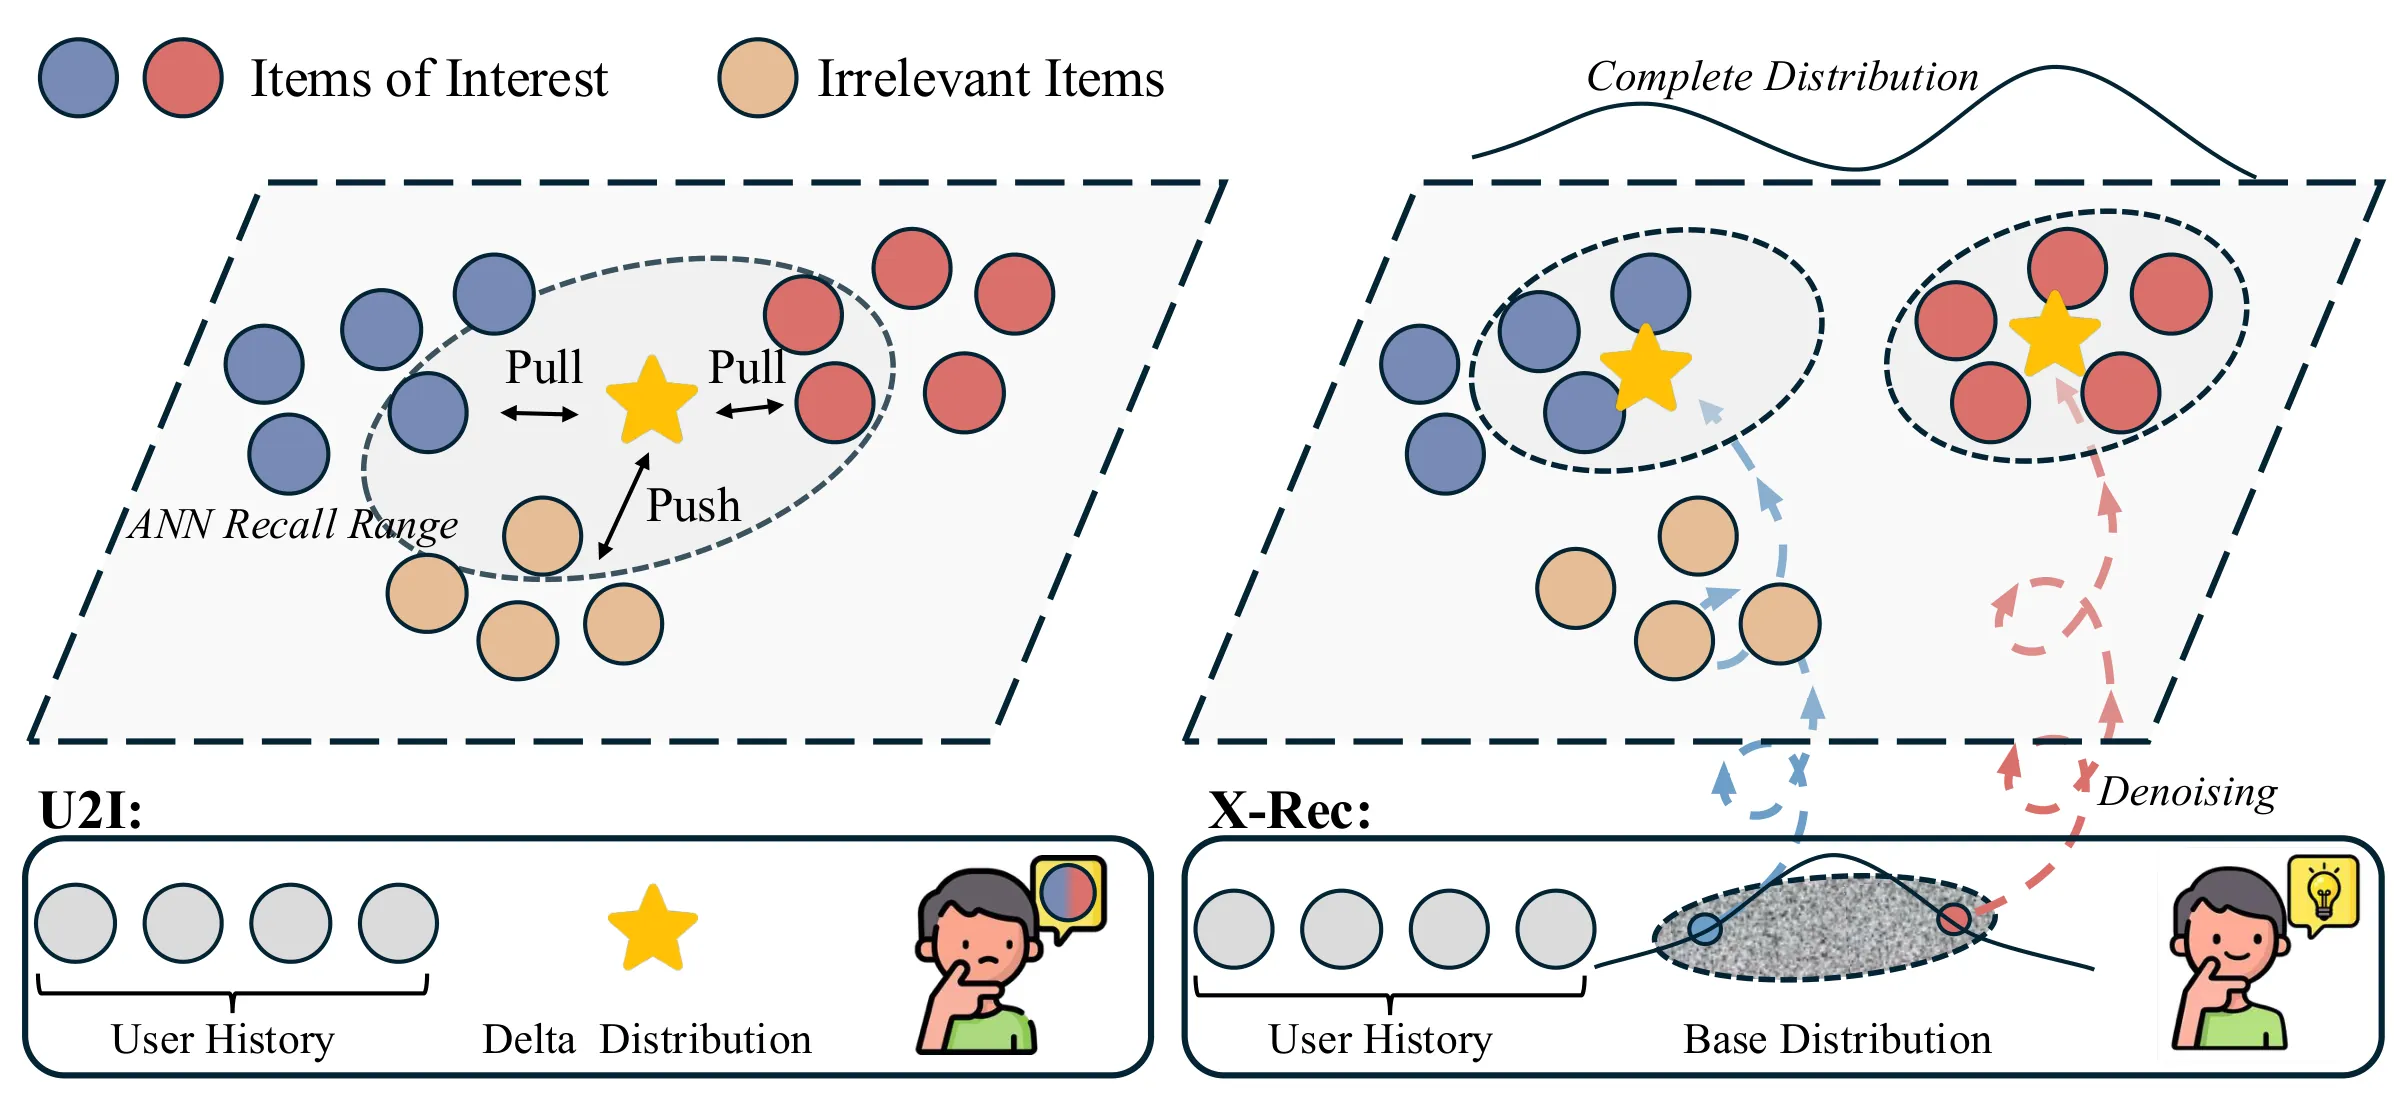 Items of Interest
Irrelevant Items
Complete Distribution
Pull
Pull
Push
ANN Recall Range
U2I:
User History
Delta Distribution
X-Rec:
Denoising
User History
Base Distribution